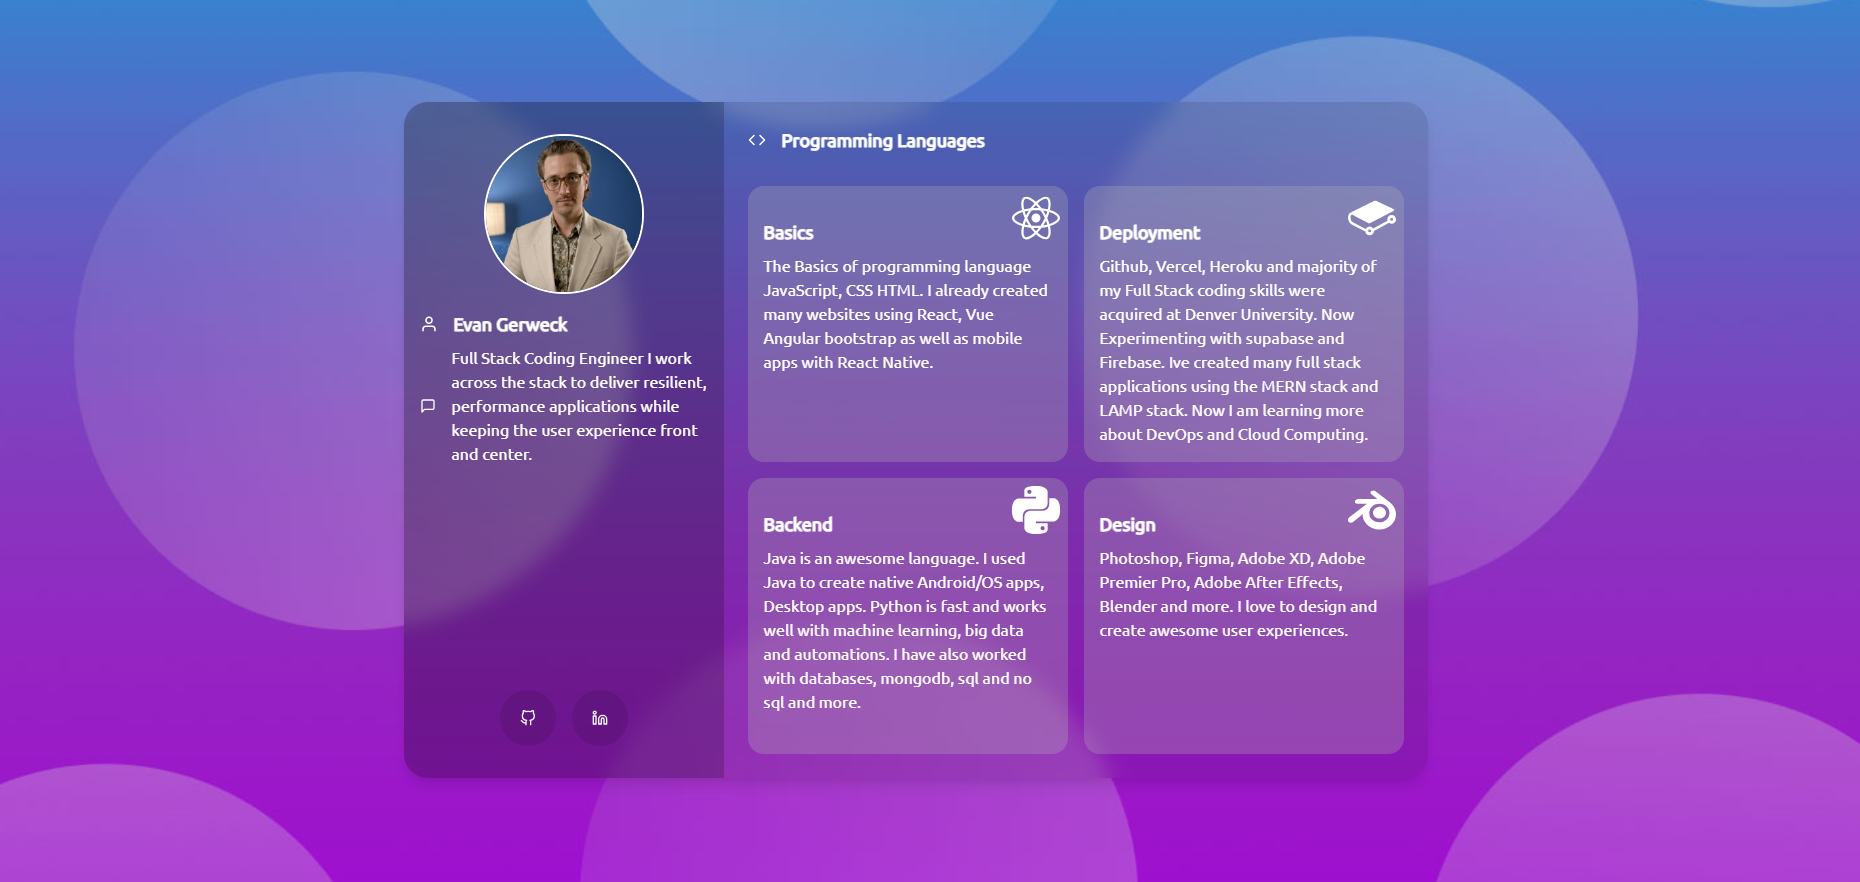 Evan Gerweck
Full Stack Coding Engineer I work
across the stack to deliver resilient,
performance applications while
keeping the user experience front
and center.
Programming Languages
Basics
The Basics of programming language
JavaScript, CSS HTML. I already created
many websites using React, Vue
Angular bootstrap as well as mobile
apps with React Native.
Deployment
Github, Vercel, Heroku and majority of
my Full Stack coding skills were
acquired at Denver University. Now
Experimenting with supabase and
Firebase. Ive created many full stack
applications using the MERN stack and
LAMP stack. Now I am learning more
about DevOps and Cloud Computing.
Backend
Java is an awesome language. I used
Java to create native Android/OS apps,
Desktop apps. Python is fast and works
well with machine learning, big data
and automations. I have also worked
with databases, mongodb, sql and no
sql and more.
Design
Photoshop, Figma, Adobe XD, Adobe
Premier Pro, Adobe After Effects,
Blender and more. I love to design and
create awesome user experiences.